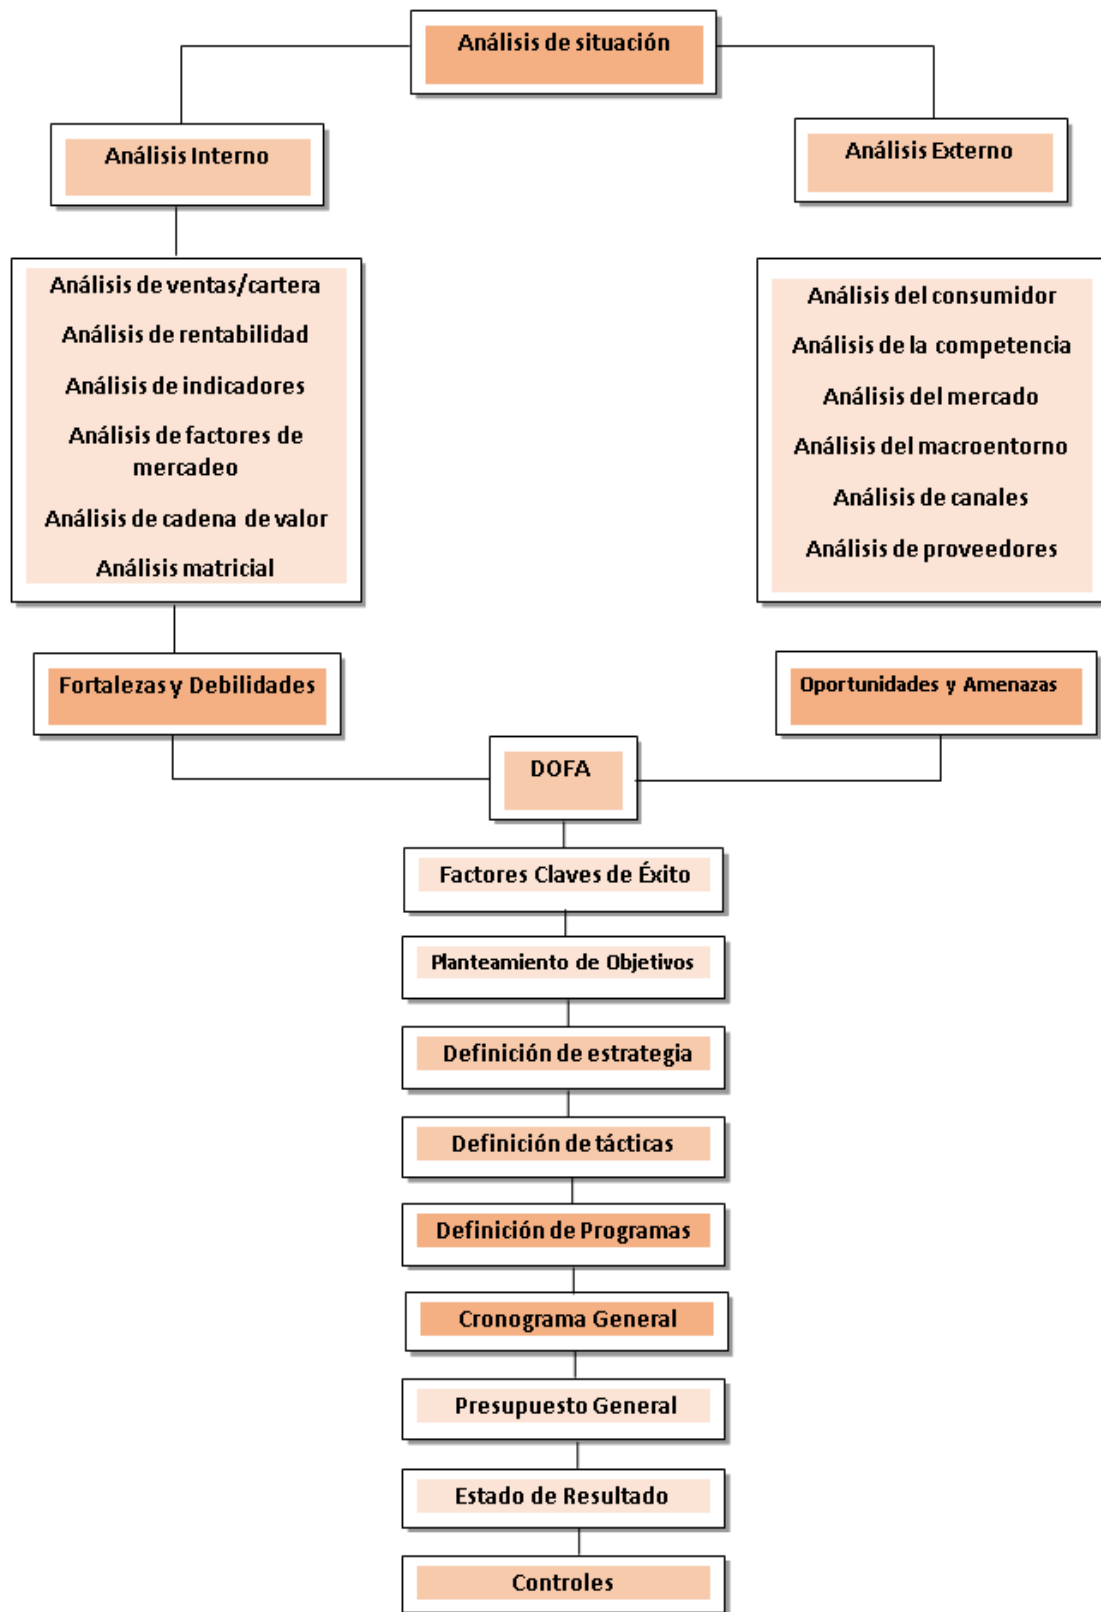 Análisis de situación
Análisis Interno
Análisis Externo
Análisis de ventas/cartera
Análisis de rentabilidad
Análisis de indicadores
Análisis de factores de
mercadeo
Análisis de cadena de valor
Análisis matricial
Análisis del consumidor
Análisis de la competencia
Análisis del mercado
Análisis del macroentorno
Análisis de canales
Análisis de proveedores
Fortalezas y Debilidades
Oportunidades y Amenazas
DOFA
Factores Claves de Éxito
Planteamiento de Objetivos
Definición de estrategia
Definición de tácticas
Definición de Programas
Cronograma General
Presupuesto General
Estado de Resultado
Controles